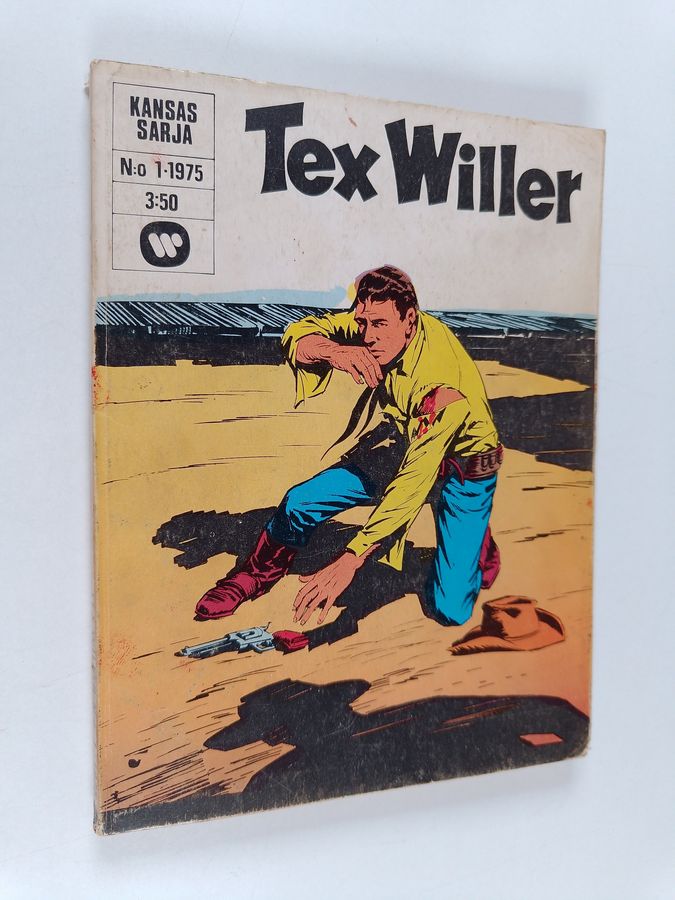 KANSAS
SARJA
N:o 1·1975
3:50
W
Tex Willer